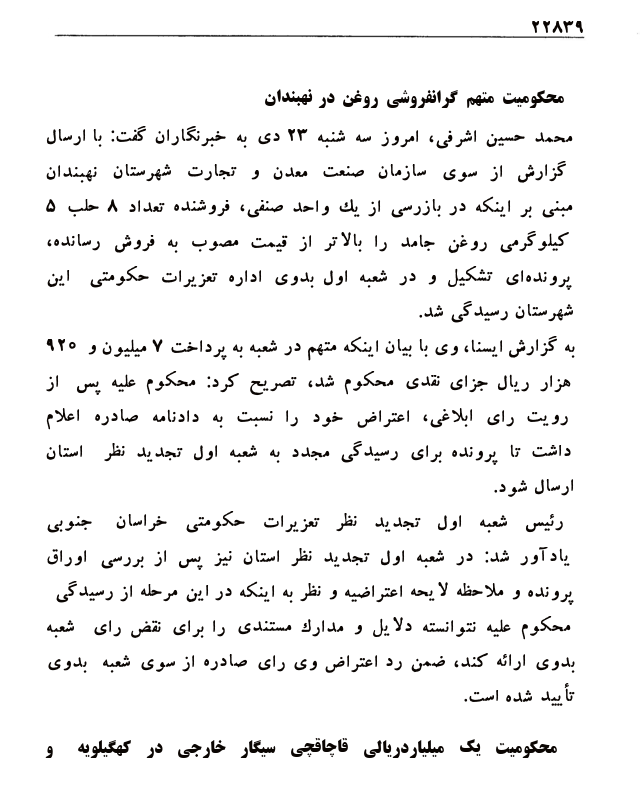 ۲۲۸۳۹
محکومیت متهم گرانفروشی روغن در نهبندان
محمد حسین اشرفی، امروز سه شنبه ۲۳ دی به خبرنگاران گفت: با ارسال
گزارش از سوی سازمان صنعت معدن و تجارت شهرستان نهبندان
مبنی بر اینکه در بازرسی از یك واحد صنفی، فروشنده تعداد ۸ حلب ۵
کیلوگرمی روغن جامد را بالاتر از قیمت مصوب به فروش رسانده،
پرونده‌ای تشکیل و در شعبه اول بدوی اداره تعزیرات حکومتی این
شهرستان رسیدگی شد.
به گزارش ایسنا، وی با بیان اینکه متهم در شعبه به پرداخت ۷ میلیون و ۹۲۰
هزار ریال جزای نقدی محکوم شد، تصریح کرد: محکوم علیه پس از
رویت رای ابلاغی، اعتراض خود را نسبت به دادنامه صادره اعلام
داشت تا پرونده برای رسیدگی مجدد به شعبه اول تجدید نظر استان
ارسال شود.
رئیس شعبه اول تجدید نظر تعزیرات حکومتی خراسان جنوبی
یادآور شد: در شعبه اول تجدید نظر استان نیز پس از بررسی اوراق
پرونده و ملاحظه لایحه اعتراضیه و نظر به اینکه در این مرحله از رسیدگی
محکوم علیه نتوانسته دلایل و مدارك مستندی را برای نقض رای شعبه
بدوی ارائه کند، ضمن رد اعتراض وی رای صادره از سوی شعبه بدوی
تأیید شده است.
محکومیت یک میلیاردریالی قاچاقچی سیگار خارجی در کهگیلویه و